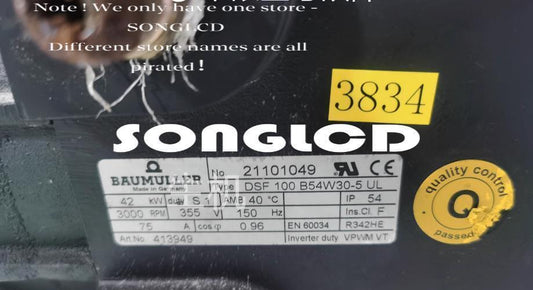 Note ! We only have one store -
SONGLCD
Different store names are all
pirated !
3834
SONGLCD
BAUMÜLLER
Made in Germany
No 21101049
Type DSF 100 B54W30-5 UL
42 kW duty S 1 AMB 40 °C IP 54
3000 RPM 355 V 150 Hz Ins.Cl. F
75 A cos φ 0.96 EN 60034 R342HE
Art.No. 413949 Inverter duty VPWM VT
quality control
Q
passed